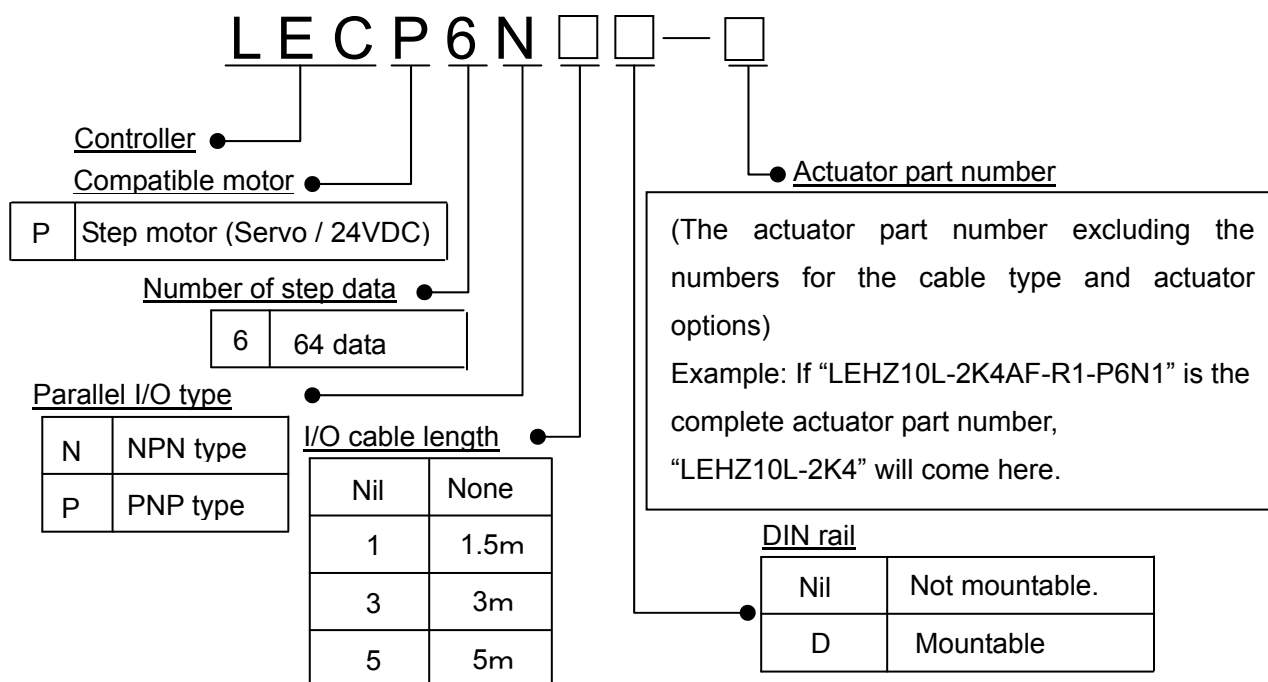 LECP6N□□－□
Controller
Compatible motor
P Step motor (Servo / 24VDC)
Number of step data
6 64 data
Parallel I/O type
N NPN type
P PNP type
I/O cable length
Nil None
1 1.5m
3 3m
5 5m
Actuator part number
(The actuator part number excluding the
numbers for the cable type and actuator
options)
Example: If “LEHZ10L-2K4AF-R1-P6N1” is the
complete actuator part number,
“LEHZ10L-2K4” will come here.
DIN rail
Nil Not mountable.
D Mountable